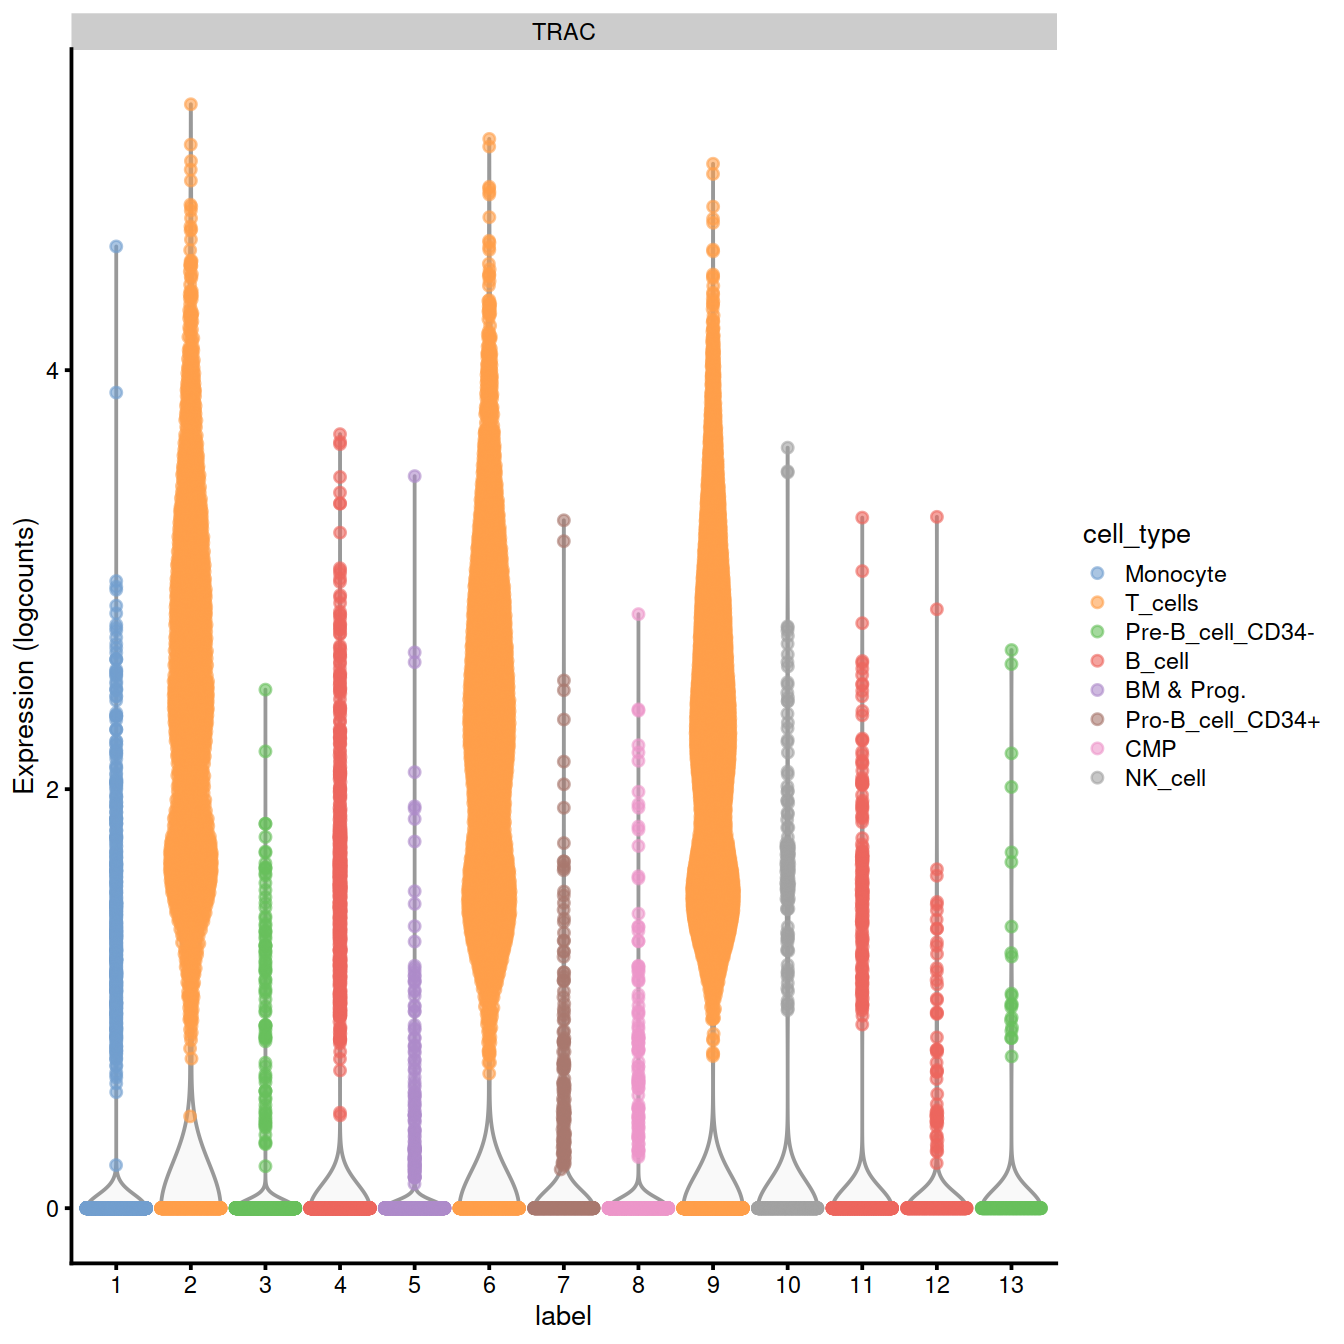 TRAC
Expression (logcounts)
4
2
0
1 2 3 4 5 6 7 8 9 10 11 12 13
label
cell_type
Monocyte
T_cells
Pre-B_cell_CD34-
B_cell
BM & Prog.
Pro-B_cell_CD34+
CMP
NK_cell